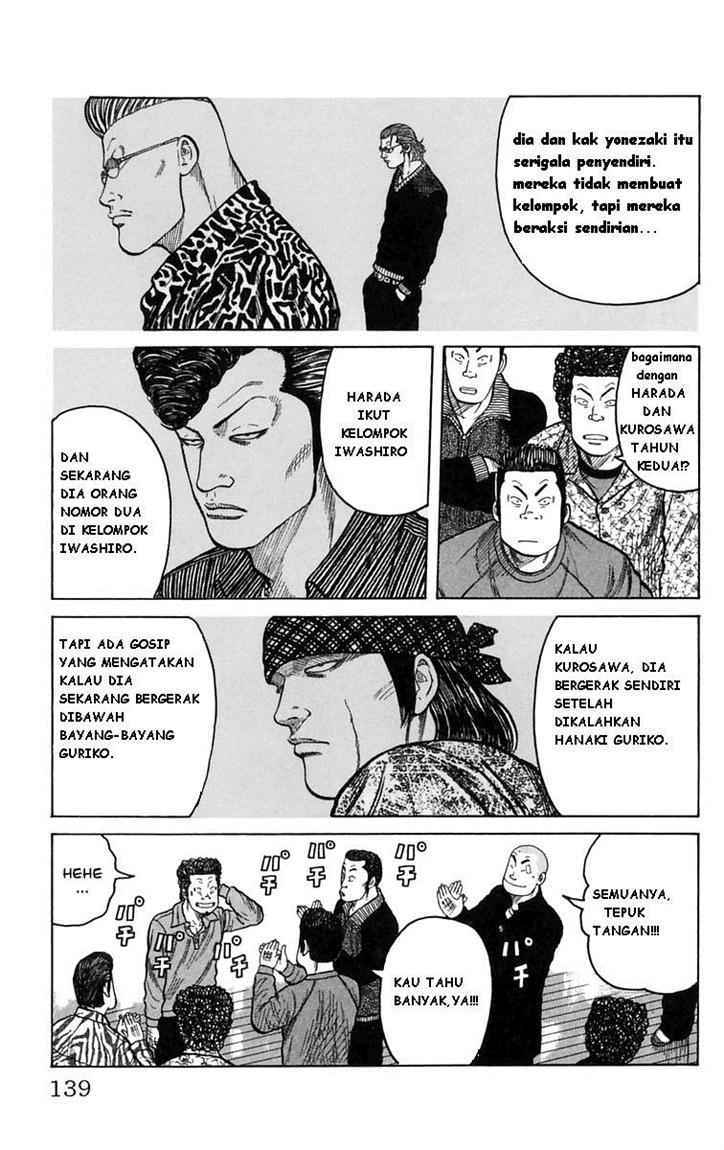 dia dan kak yonezaki itu
serigala penyendiri.
mereka tidak membuat
kelompok, tapi mereka
beraksi sendirian...
bagaimana
dengan
HARADA
DAN
KUROSAWA
TAHUN
KEDUA!?
HARADA
IKUT
KELOMPOK
IWASHIRO
DAN
SEKARANG
DIA ORANG
NOMOR DUA
DI KELOMPOK
IWASHIRO.
KALAU
KUROSAWA, DIA
BERGERAK SENDIRI
SETELAH
DIKALAHKAN
HANAKI GURIKO.
TAPI ADA GOSIP
YANG MENGATAKAN
KALAU DIA
SEKARANG BERGERAK
DIBAWAH
BAYANG-BAYANG
GURIKO.
SEMUANYA,
TEPUK
TANGAN!!!
パチ
パチ
パチ
パチ
パチ
パチ
パチ
KAU TAHU
BANYAK,YA!!!
HEHE
...
139